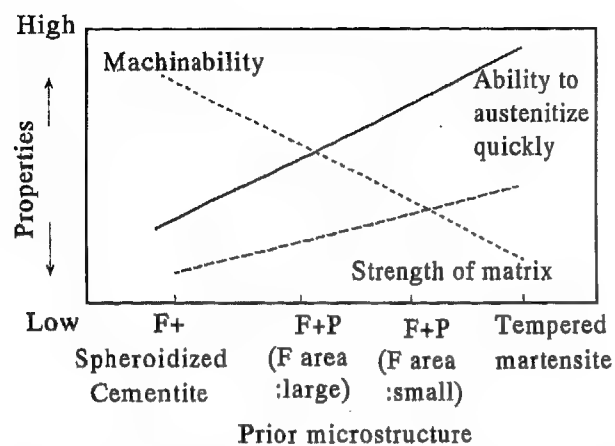 High
Machinability
Ability to
austenitize
quickly
Properties
Strength of matrix
Low
F+
Spheroidized
Cementite
F+P
(F area
:large)
F+P
(F area
:small)
Tempered
martensite
Prior microstructure